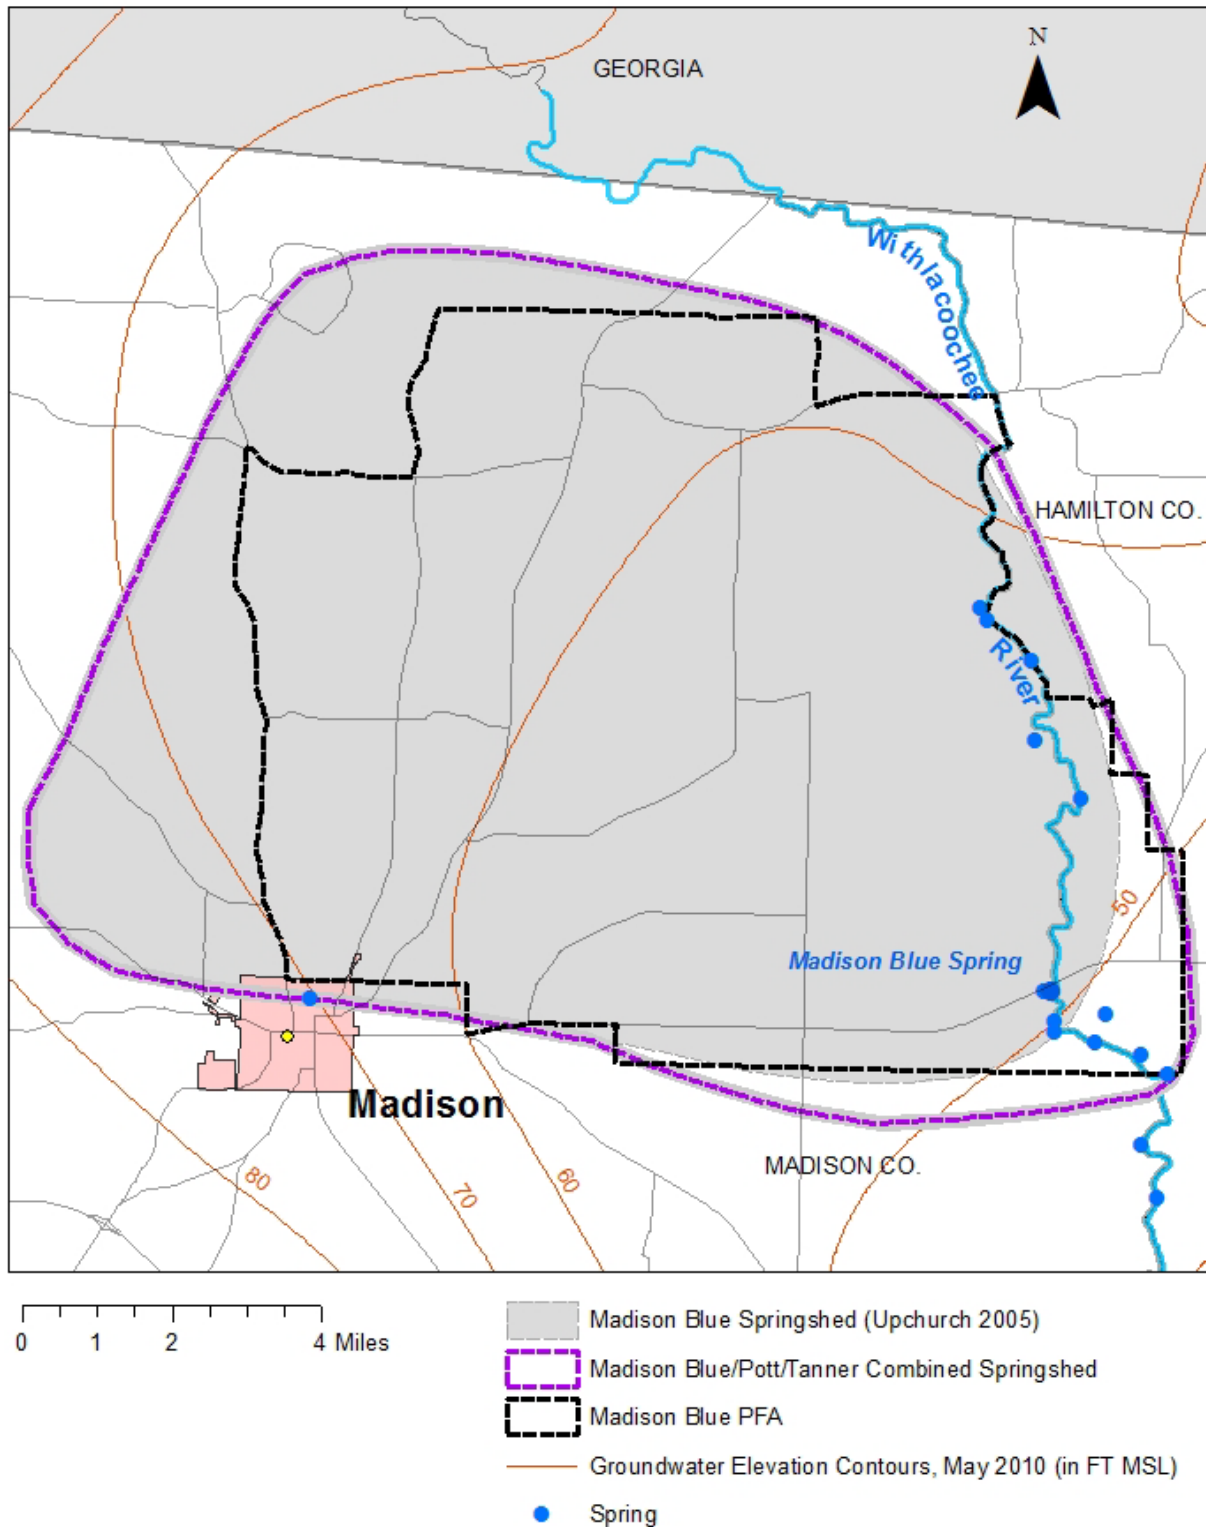 N
GEORGIA
Withlacoochee
HAMILTON CO.
River
50
Madison Blue Spring
Madison
MADISON CO.
80
70
60
0 1 2 4 Miles
Madison Blue Springshed (Upchurch 2005)
Madison Blue/Pott/Tanner Combined Springshed
Madison Blue PFA
Groundwater Elevation Contours, May 2010 (in FT MSL)
Spring